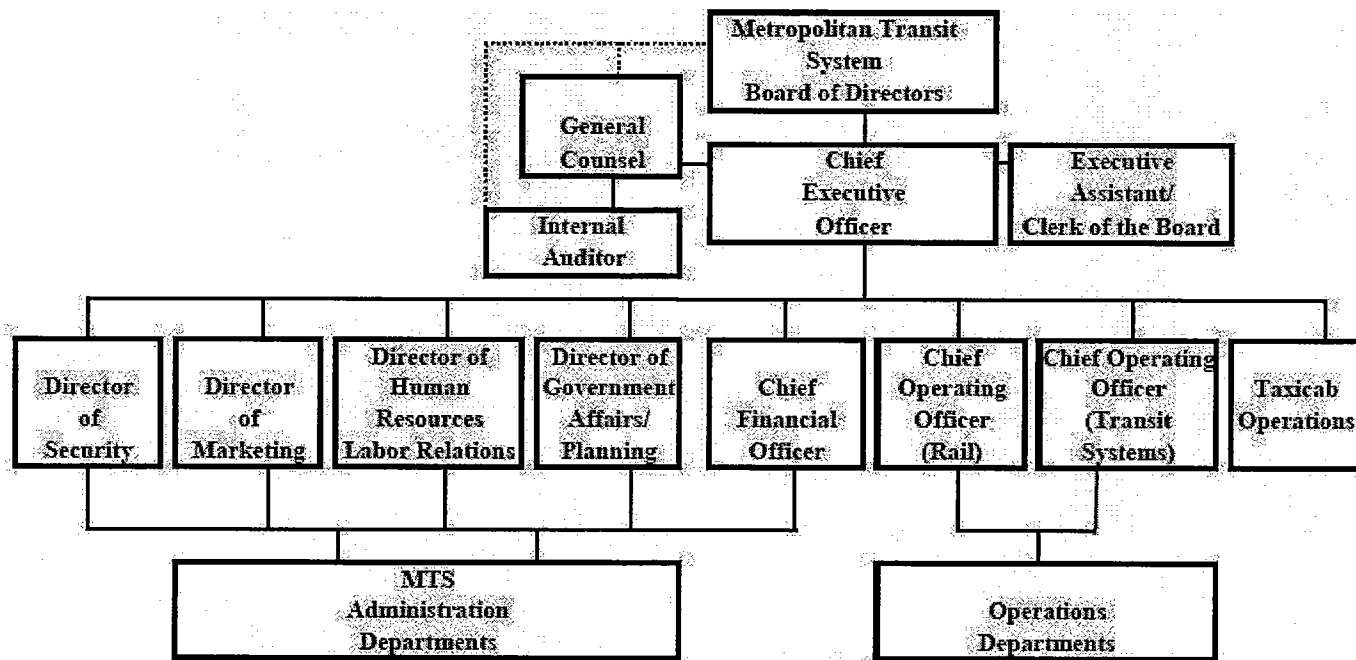 Metropolitan Transit
System
Board of Directors
General
Counsel
Chief
Executive
Officer
Executive
Assistant/
Clerk of the Board
Internal
Auditor
Director
of
Security
Director
of
Marketing
Director of
Human
Resources
Labor Relations
Director of
Government
Affairs/
Planning
Chief
Financial
Officer
Chief
Operating
Officer
(Rail)
Chief Operating
Officer
(Transit
Systems)
Taxicab
Operations
MTS
Administration
Departments
Operations
Departments